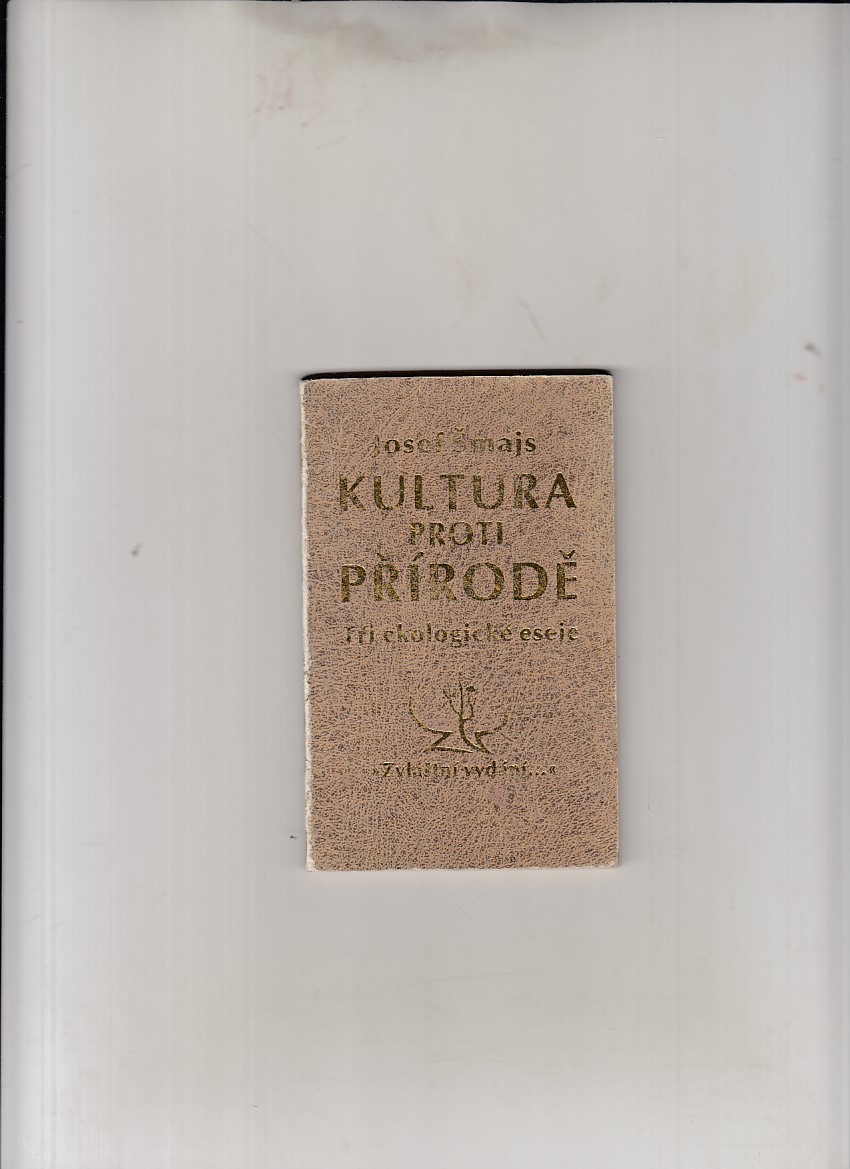 Josef Šmajs
KULTURA
PROTI
PŘÍRODĚ
Tři ekologické eseje
»Zvláštní vydání...«